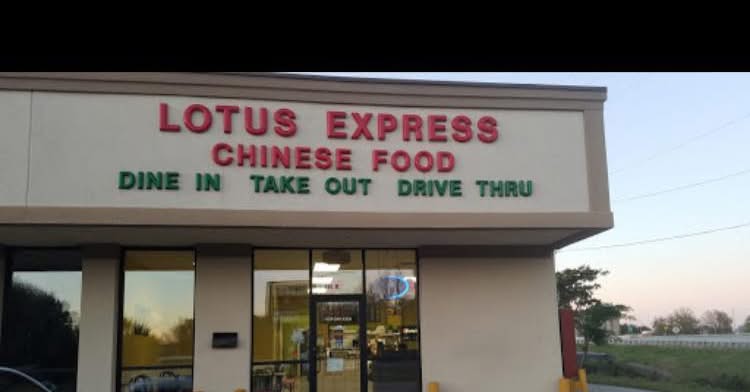 LOTUS EXPRESS
CHINESE FOOD
DINE IN TAKE OUT DRIVE THRU